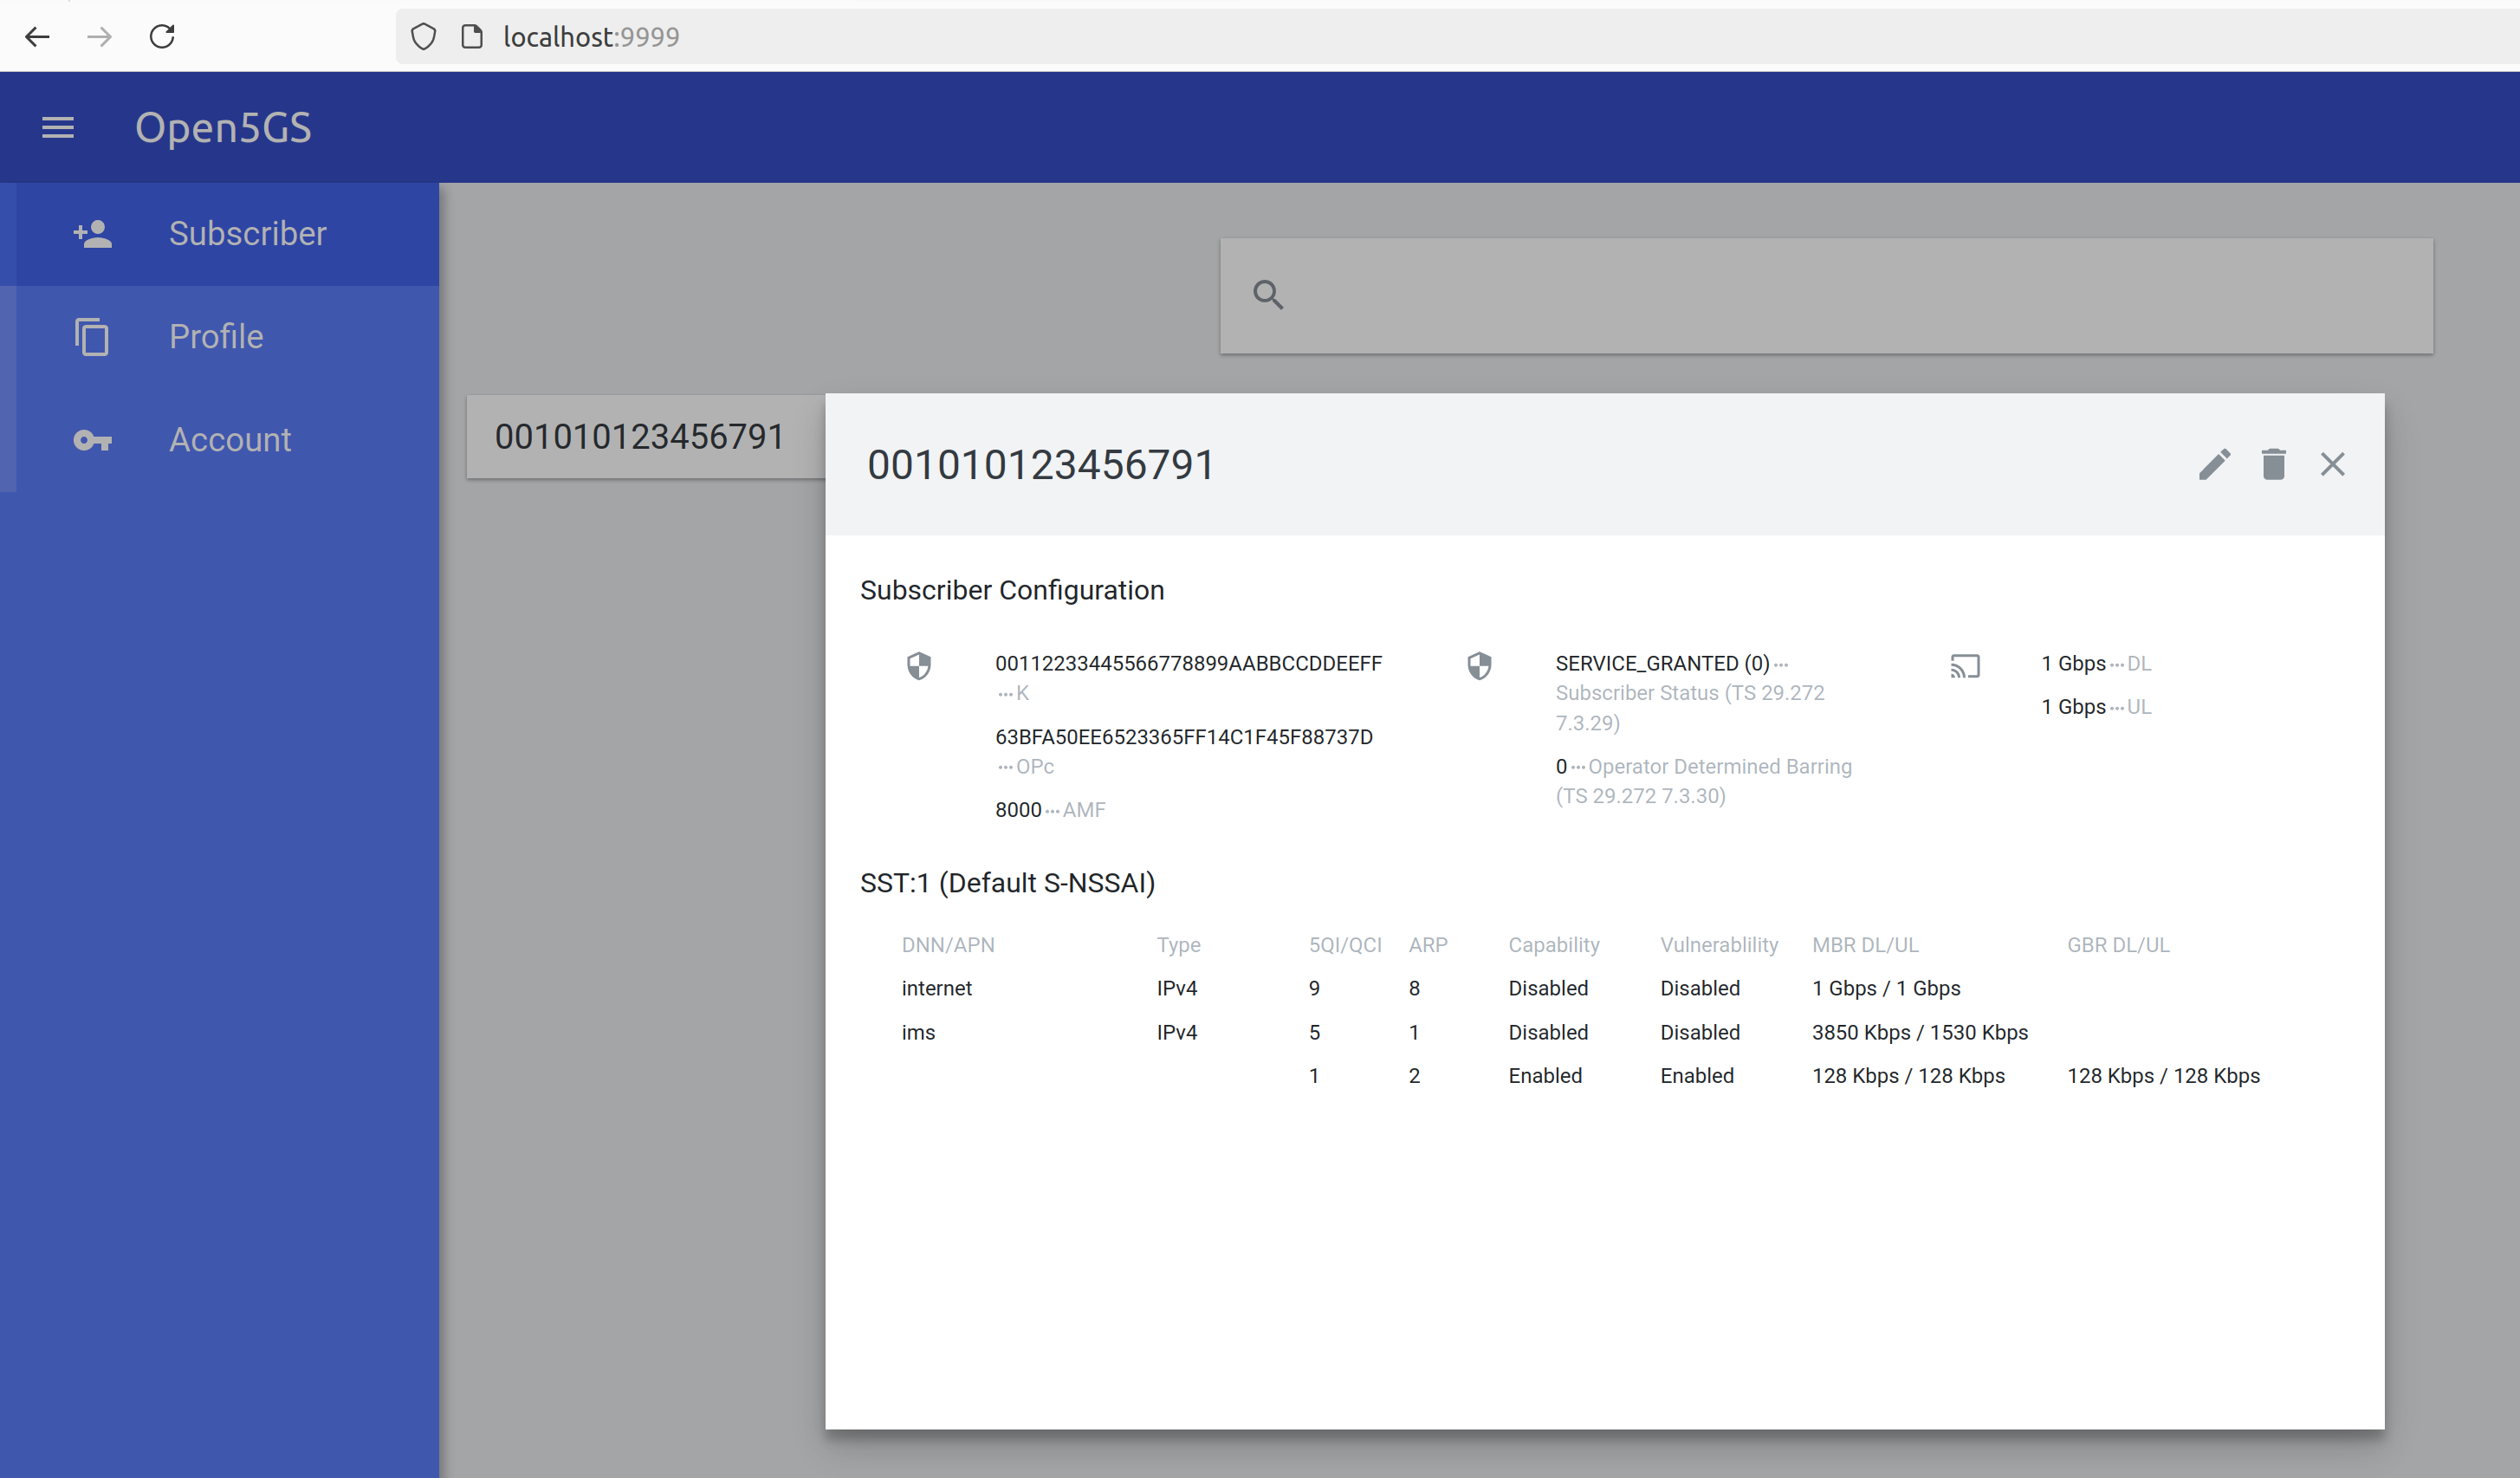 localhost:9999
Open5GS
Subscriber
Profile
Account
001010123456791
001010123456791
Subscriber Configuration
00112233445566778899AABBCCDDEEFF
···K
63BFA50EE6523365FF14C1F45F88737D
···OPc
8000···AMF
SERVICE_GRANTED (0)···
Subscriber Status (TS 29.272
7.3.29)
0···Operator Determined Barring
(TS 29.272 7.3.30)
1 Gbps···DL
1 Gbps···UL
SST:1 (Default S-NSSAI)
DNN/APN Type 5QI/QCI ARP Capability Vulnerablility MBR DL/UL GBR DL/UL
internet IPv4 9 8 Disabled Disabled 1 Gbps / 1 Gbps
ims IPv4 5 1 Disabled Disabled 3850 Kbps / 1530 Kbps
1 2 Enabled Enabled 128 Kbps / 128 Kbps 128 Kbps / 128 Kbps